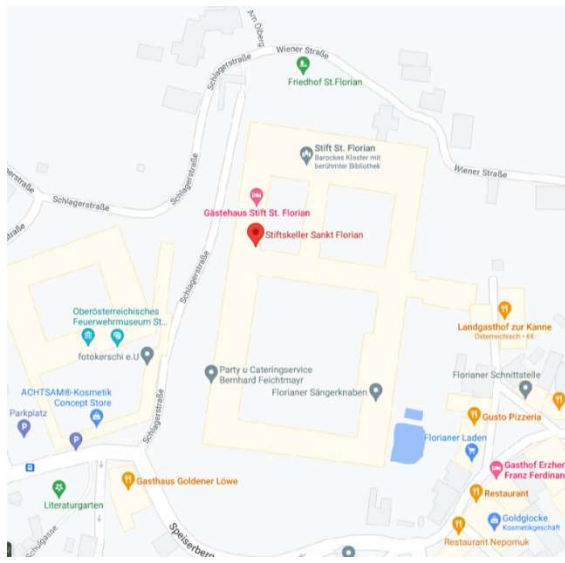 Am Ölberg
Wiener Straße
Schlagerstraße
Friedhof St.Florian
Stift St. Florian
Barockes Kloster mit
berühmter Bibliothek
Wiener Straße
Schlagerstraße
Schlagerstraße
Schlagerstraße
Gästehaus Stift St. Florian
Stiftskeller Sankt Florian
Schlagerstraße
Oberösterreichisches
Feuerwehrmuseum St...
Landgasthof zur Kanne
Österreichisch • €€
fotokerschi e.U
Party u Cateringservice
Bernhard Feichtmayr
Florianer Schnittstelle
ACHTSAM®-Kosmetik
Concept Store
Florianer Sängerknaben
Parkplatz
Gusto Pizzeria
Schlagerstraße
Florianer Laden
Gasthof Erzher
Franz Ferdinan
Gasthaus Goldener Löwe
Literaturgarten
Restaurant
Speiserberg
Goldglocke
Kosmetikgeschäft
Restaurant Nepomuk